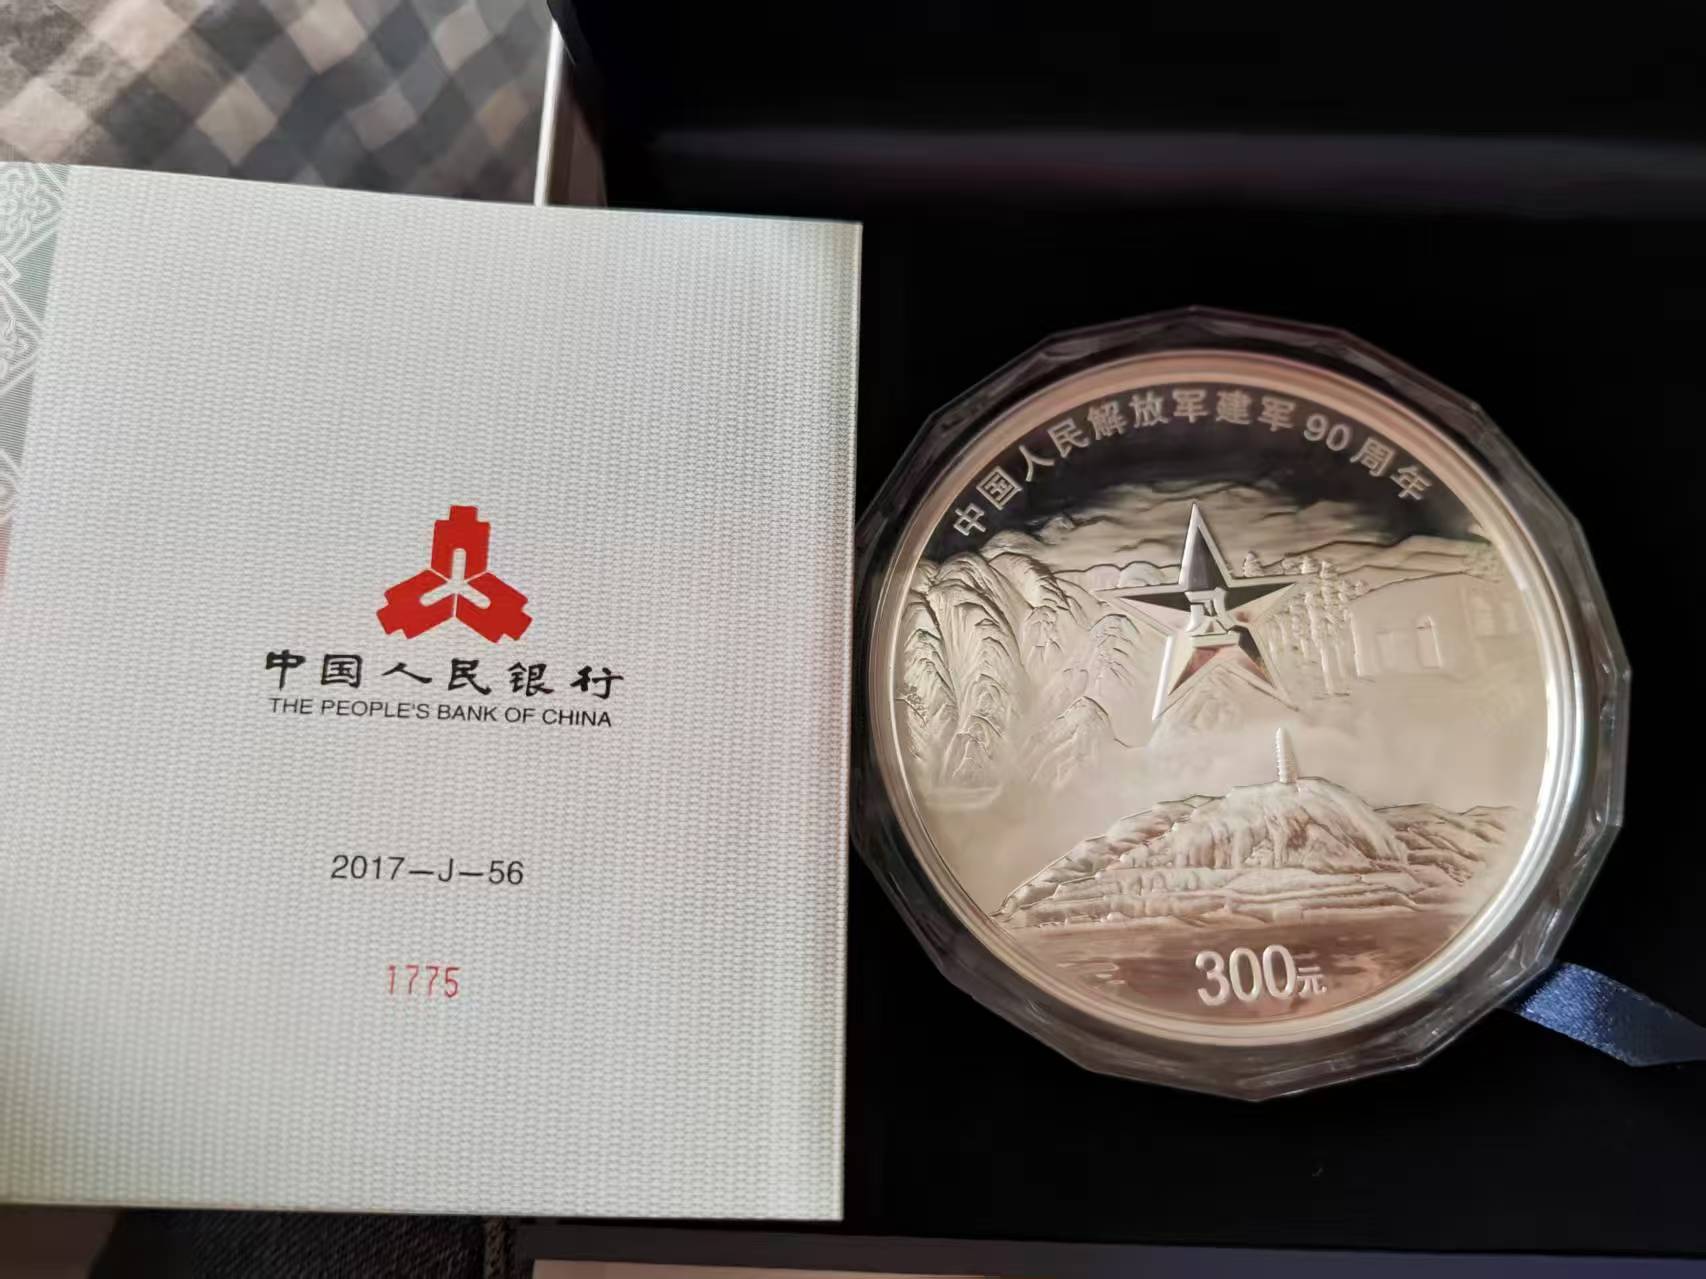 中国人民银行
THE PEOPLE'S BANK OF CHINA
2017—J—56
1775
中国人民解放军建军90周年
八一
300元